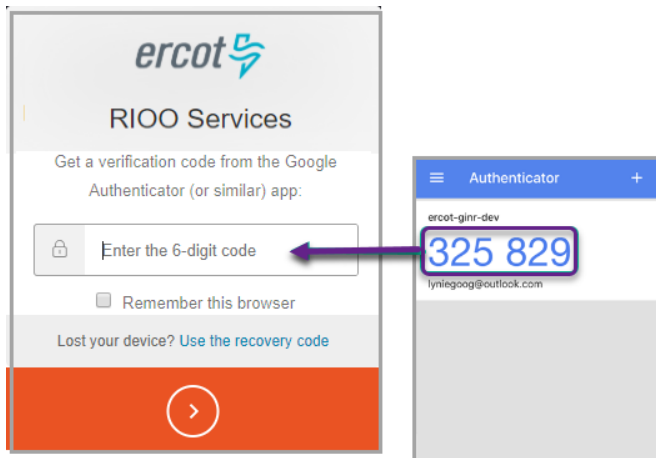 ercot
RIOO Services
Get a verification code from the Google
Authenticator (or similar) app:
Enter the 6-digit code
Remember this browser
Lost your device? Use the recovery code
Authenticator
ercot-ginr-dev
325 829
lyniegoog@outlook.com